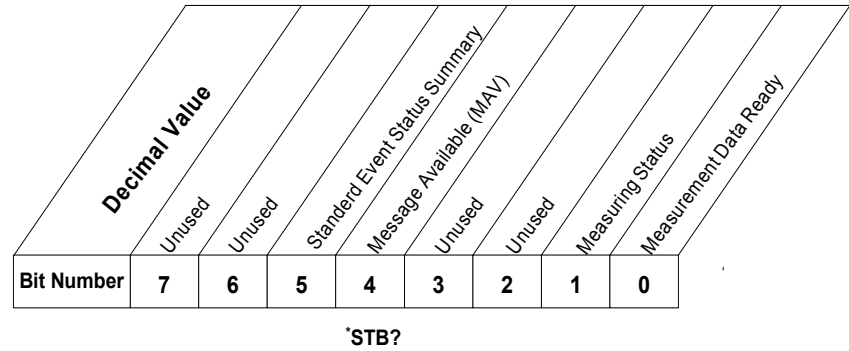 Decimal Value
Unused
Unused
Standerd Event Status Summary
Message Available (MAV)
Unused
Unused
Measuring Status
Measurement Data Ready
Bit Number 7 6 5 4 3 2 1 0
*STB?